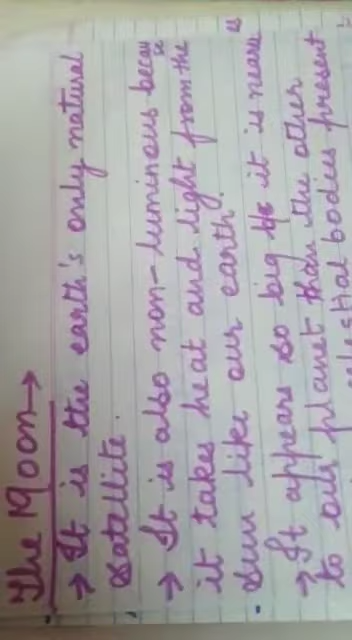 The Moon →
→ It is the earth's only natural
satellite.
→ It is also non-luminous because
it takes heat and light from the
sun like our earth.
→ It appears so big b/c it is nearer
to our planet than the other
celestial bodies present